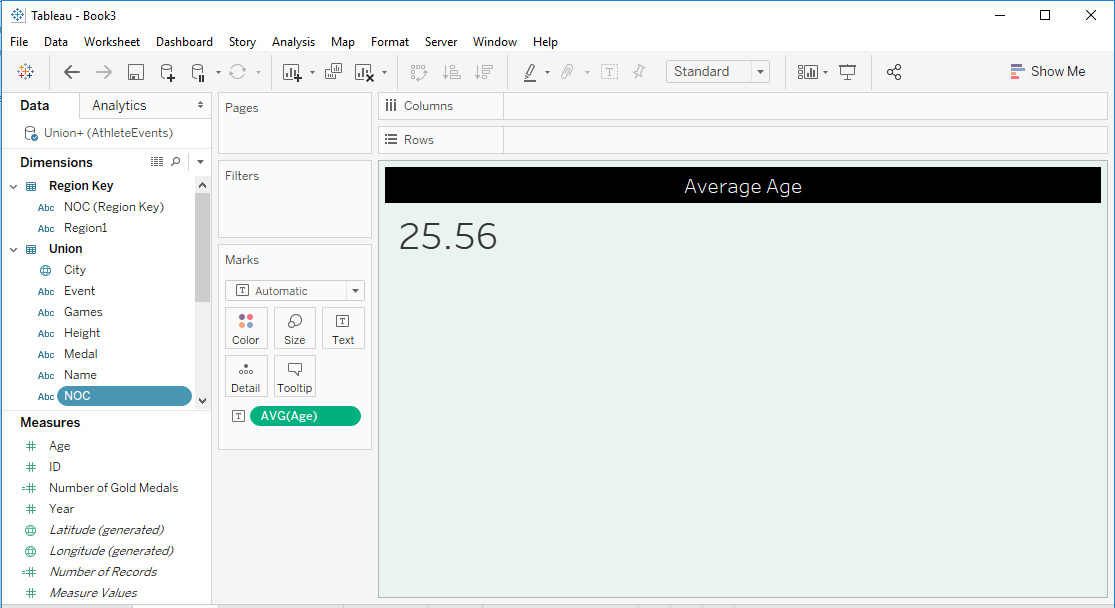 Tableau - Book3
File Data Worksheet Dashboard Story Analysis Map Format Server Window Help
Standard
Show Me
Data
Analytics
Union+ (AthleteEvents)
Dimensions
Region Key
Abc NOC (Region Key)
Abc Region1
Union
City
Abc Event
Abc Games
Abc Height
Abc Medal
Abc Name
Abc NOC
Measures
Age
ID
Number of Gold Medals
Year
Latitude (generated)
Longitude (generated)
Number of Records
Measure Values
Pages
Filters
Marks
T Automatic
Color
Size
T Text
Detail
Tooltip
T AVG(Age)
Columns
Rows
Average Age
25.56